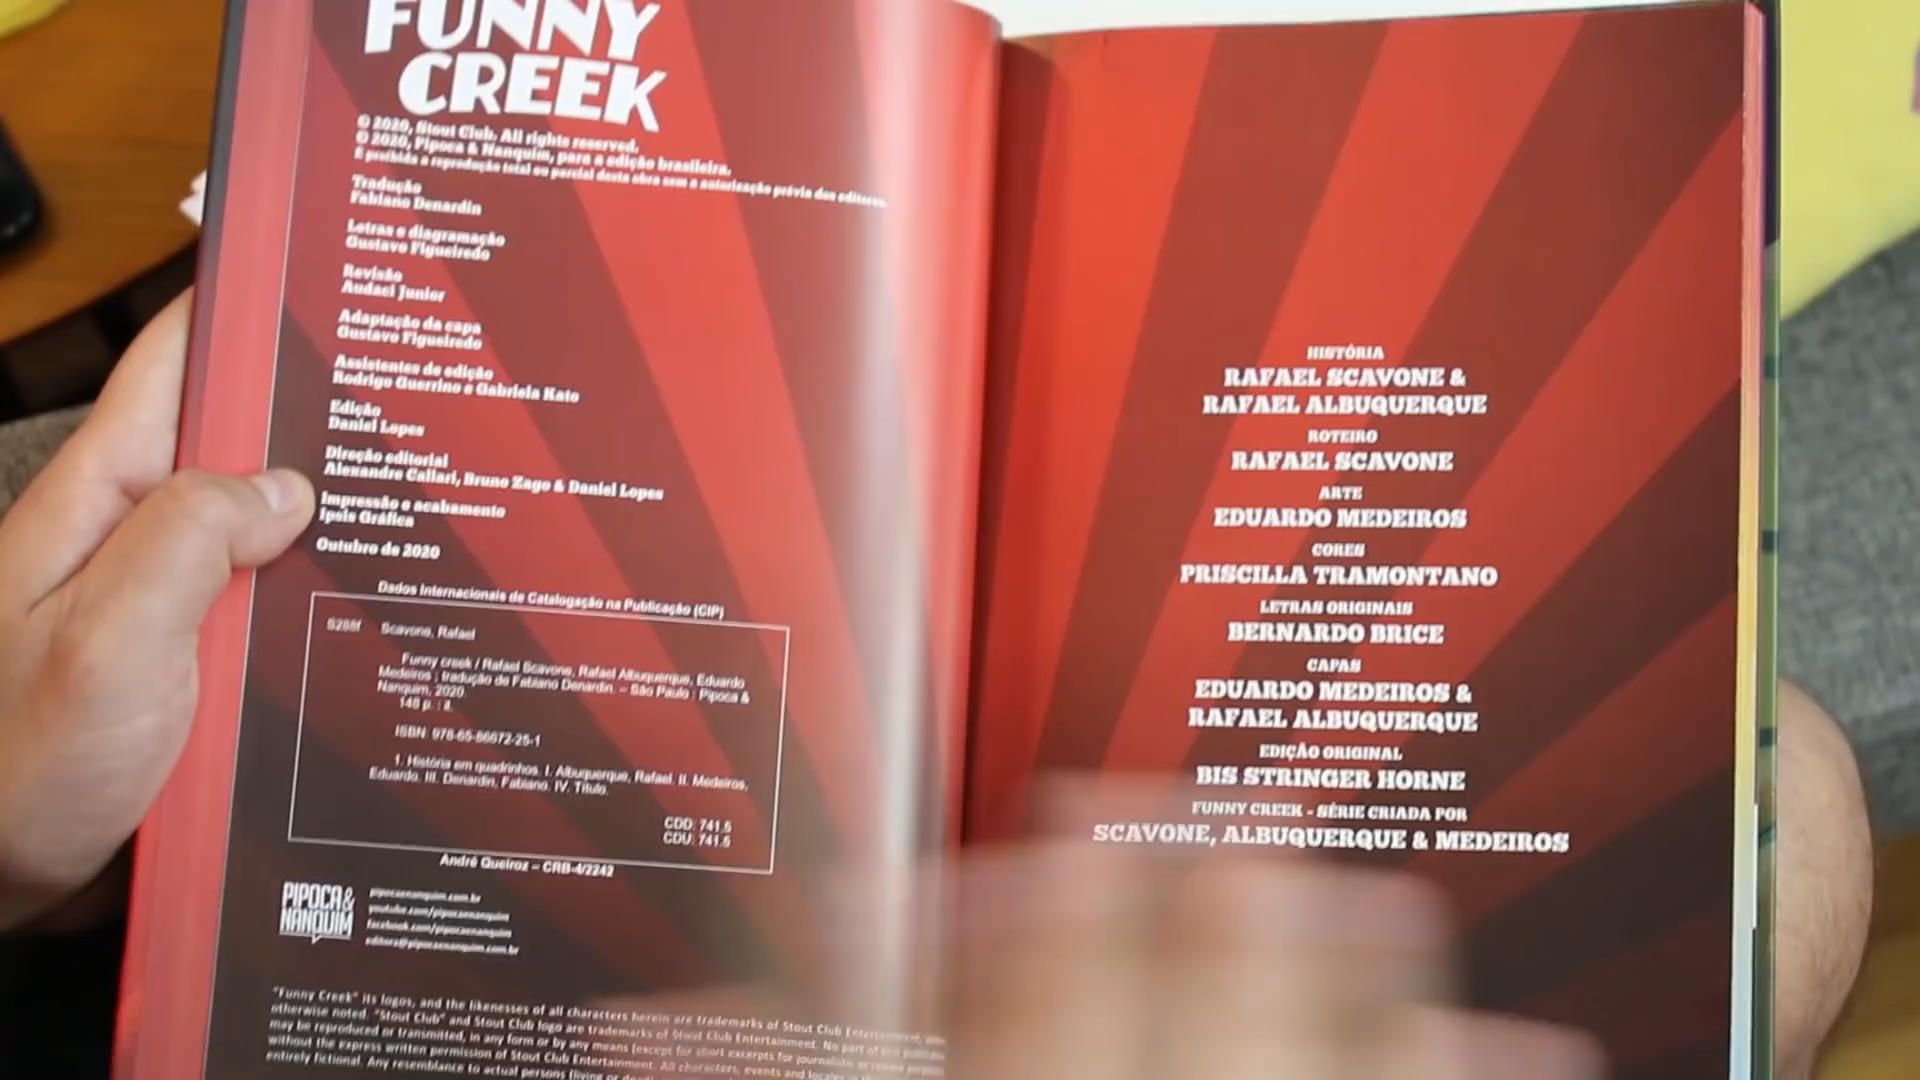 FUNNY
CREEK
© 2020, Stout Club. All rights reserved.
© 2020, Pipoca & Nanquim, para a edição brasileira.
É proibida a reprodução total ou parcial desta obra sem a autorização prévia dos editores.
Tradução
Fabiano Denardin
Letras e diagramação
Gustavo Figueiredo
Revisão
Audaci Junior
Adaptação da capa
Gustavo Figueiredo
Assistentes de edição
Rodrigo Guerrino e Gabriela Kato
Edição
Daniel Lopes
Direção editorial
Alexandre Callari, Bruno Zago & Daniel Lopes
Impressão e acabamento
Ipsis Gráfica
Outubro de 2020
Dados Internacionais de Catalogação na Publicação (CIP)
S288f Scavone, Rafael
Funny creek / Rafael Scavone, Rafael Albuquerque, Eduardo
Medeiros ; tradução de Fabiano Denardin. – São Paulo : Pipoca &
Nanquim, 2020.
148 p. : il.
ISBN: 978-65-86672-25-1
1. História em quadrinhos. I. Albuquerque, Rafael. II. Medeiros,
Eduardo. III. Denardin, Fabiano. IV. Título.
CDD: 741.5
CDU: 741.5
André Queiroz – CRB-4/2242
PIPOCA &
NANQUIM
pipocaenanquim.com.br
youtube.com/pipocaenanquim
facebook.com/pipocaenanquim
editora@pipocaenanquim.com.br
"Funny Creek" its logos, and the likenesses of all characters herein are trademarks of Stout Club Entertainment,
otherwise noted. "Stout Club" and Stout Club logo are trademarks of Stout Club Entertainment. No part of this
may be reproduced or transmitted, in any form or by any means (except for short excerpts for journalistic or review
without the express written permission of Stout Club Entertainment. All characters, events and locales in
entirely fictional. Any resemblance to actual persons (living or
HISTÓRIA
RAFAEL SCAVONE &
RAFAEL ALBUQUERQUE
ROTEIRO
RAFAEL SCAVONE
ARTE
EDUARDO MEDEIROS
CORES
PRISCILLA TRAMONTANO
LETRAS ORIGINAIS
BERNARDO BRICE
CAPAS
EDUARDO MEDEIROS &
RAFAEL ALBUQUERQUE
EDIÇÃO ORIGINAL
BIS STRINGER HORNE
FUNNY CREEK - SÉRIE CRIADA POR
SCAVONE, ALBUQUERQUE & MEDEIROS